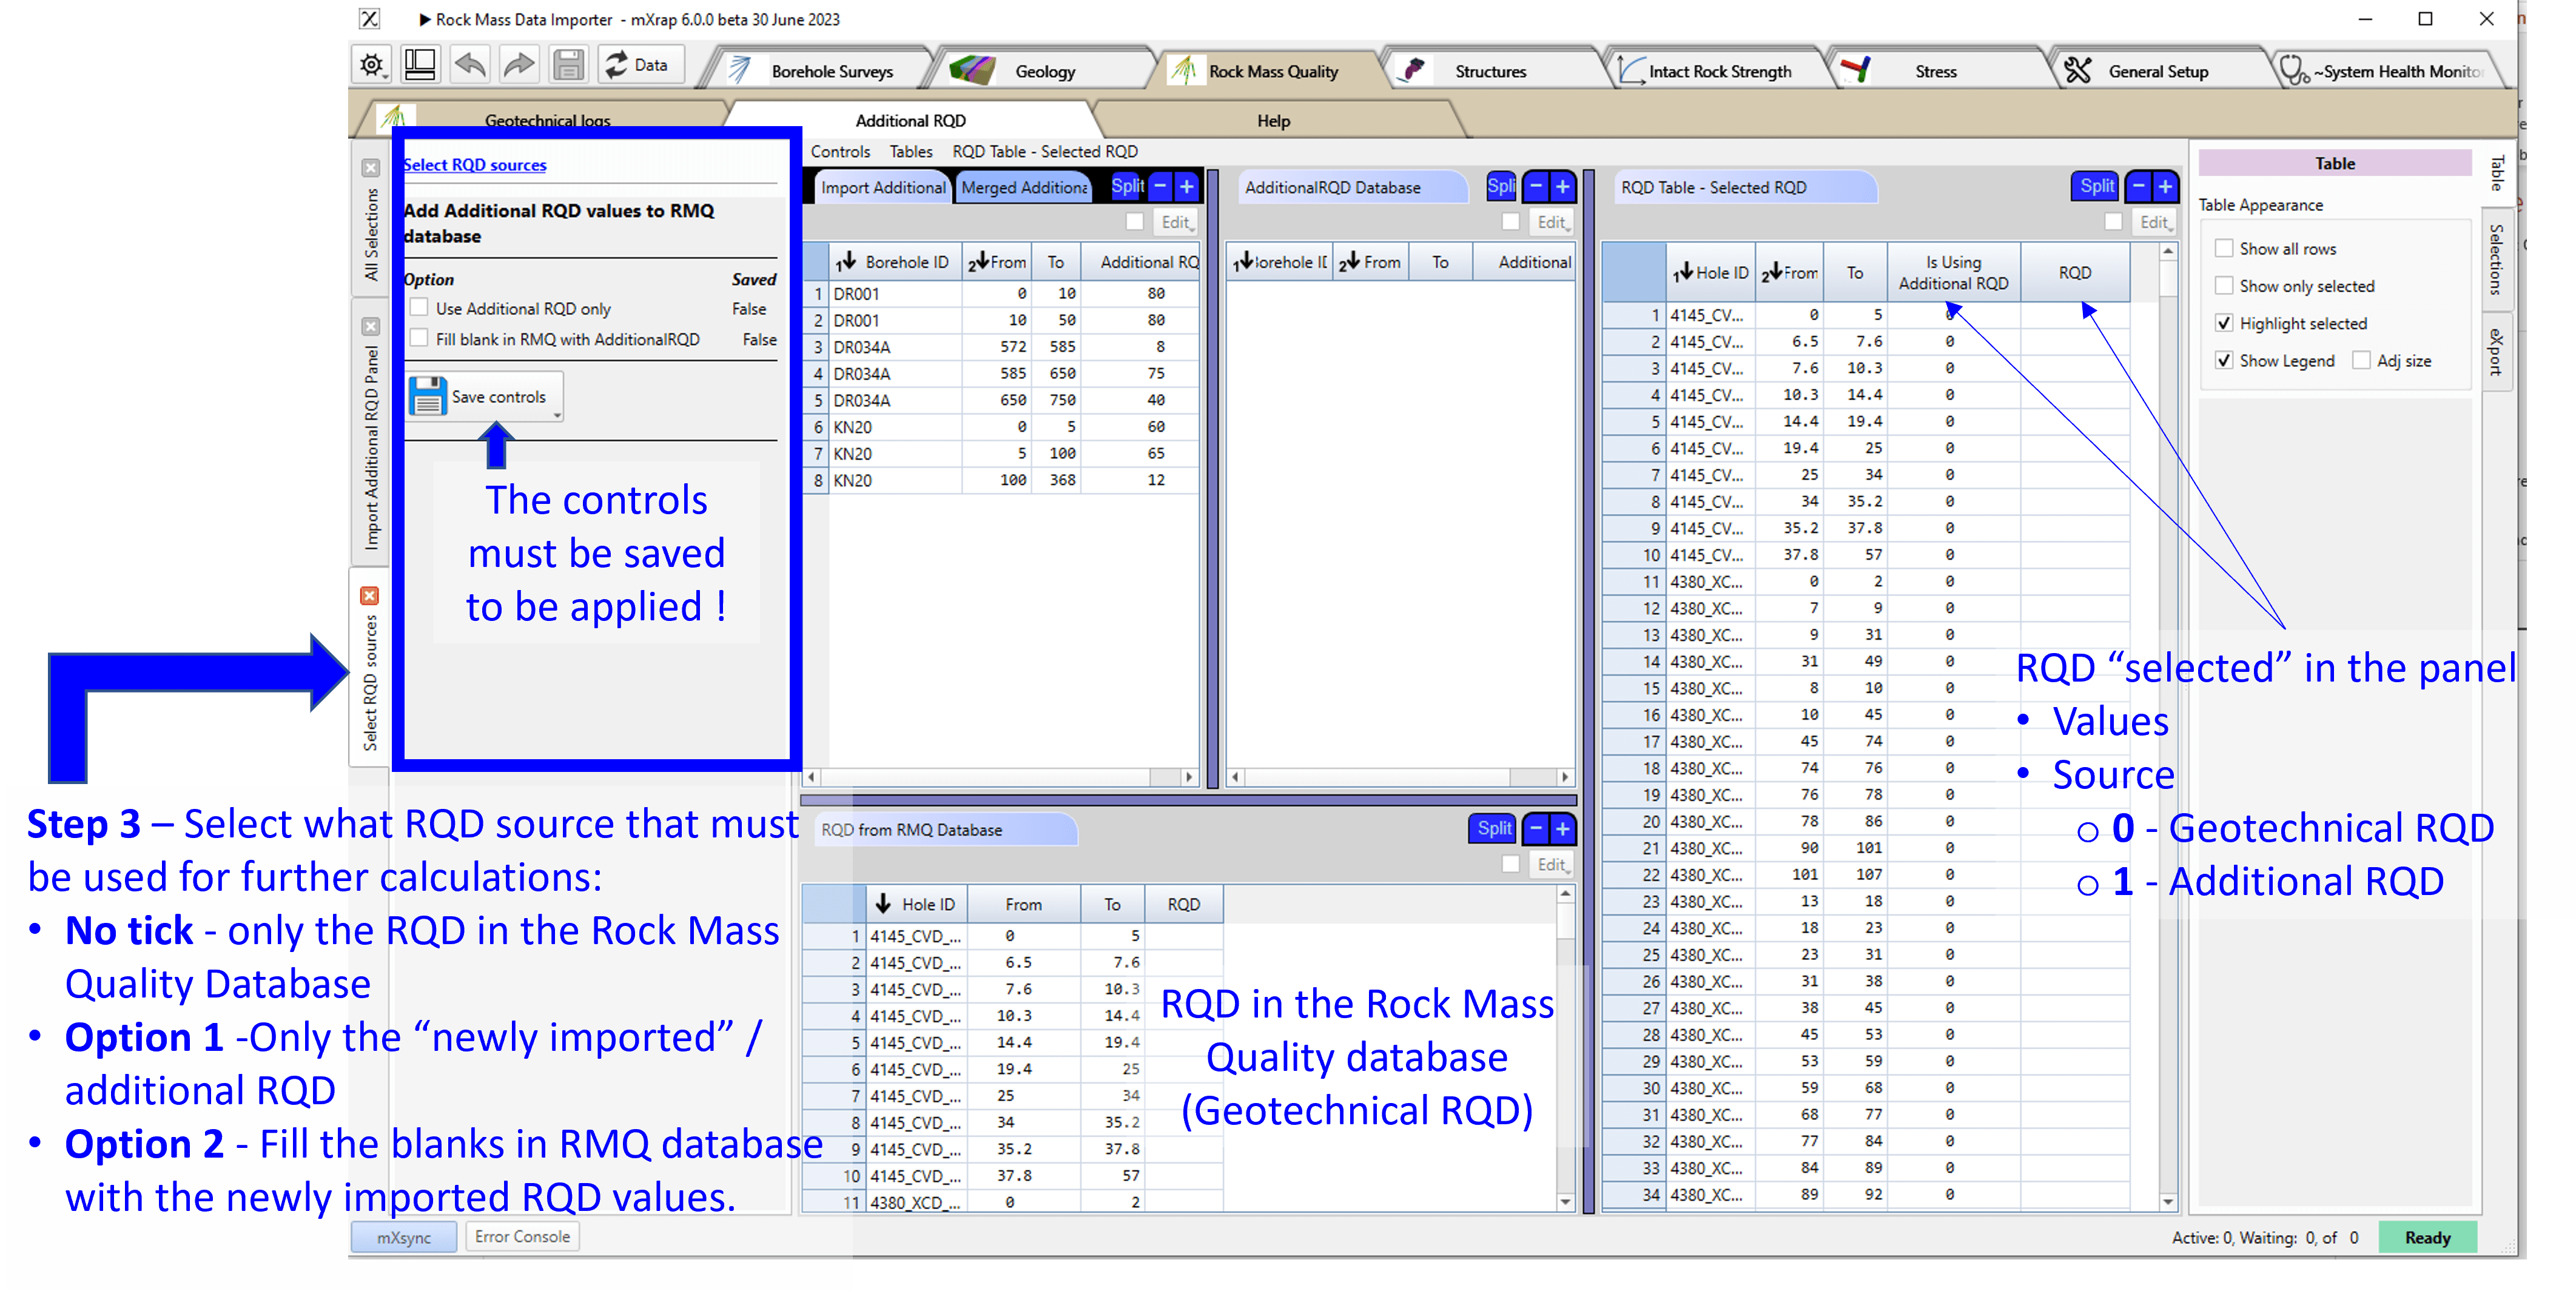 Rock Mass Data Importer - mXrap 6.0.0 beta 30 June 2023
Data
Borehole Surveys
Geology
Rock Mass Quality
Structures
Intact Rock Strength
Stress
General Setup
~System Health Monito
Geotechnical logs
Additional RQD
Help
All Selections
Import Additional RQD Panel
Select RQD sources
Select RQD sources
Add Additional RQD values to RMQ
database
Option Saved
Use Additional RQD only False
Fill blank in RMQ with AdditionalRQD False
Save controls
The controls
must be saved
to be applied !
Step 3 – Select what RQD source that must
be used for further calculations:
• No tick - only the RQD in the Rock Mass
Quality Database
• Option 1 -Only the “newly imported” /
additional RQD
• Option 2 - Fill the blanks in RMQ database
with the newly imported RQD values.
Controls Tables RQD Table - Selected RQD
Import Additional Merged Additiona Split - +
Edit
1 Borehole ID 2 From To Additional RQ
1 DR001 0 10 80
2 DR001 10 50 80
3 DR034A 572 585 8
4 DR034A 585 650 75
5 DR034A 650 750 40
6 KN20 0 5 60
7 KN20 5 100 65
8 KN20 100 368 12
AdditionalRQD Database Spli - +
Edit
1 orehole II 2 From To Additional
RQD from RMQ Database Split - +
Edit
Hole ID From To RQD
1 4145_CVD_... 0 5
2 4145_CVD_... 6.5 7.6
3 4145_CVD_... 7.6 10.3
4 4145_CVD_... 10.3 14.4
5 4145_CVD_... 14.4 19.4
6 4145_CVD_... 19.4 25
7 4145_CVD_... 25 34
8 4145_CVD_... 34 35.2
9 4145_CVD_... 35.2 37.8
10 4145_CVD_... 37.8 57
11 4380_XCD_... 0 2
RQD in the Rock Mass
Quality database
(Geotechnical RQD)
RQD Table - Selected RQD Split - +
Edit
1 Hole ID 2 From To Is Using Additional RQD RQD
1 4145_CV... 0 5 0
2 4145_CV... 6.5 7.6 0
3 4145_CV... 7.6 10.3 0
4 4145_CV... 10.3 14.4 0
5 4145_CV... 14.4 19.4 0
6 4145_CV... 19.4 25 0
7 4145_CV... 25 34 0
8 4145_CV... 34 35.2 0
9 4145_CV... 35.2 37.8 0
10 4145_CV... 37.8 57 0
11 4380_XC... 0 2 0
12 4380_XC... 7 9 0
13 4380_XC... 9 31 0
14 4380_XC... 31 49 0
15 4380_XC... 8 10 0
16 4380_XC... 10 45 0
17 4380_XC... 45 74 0
18 4380_XC... 74 76 0
19 4380_XC... 76 78 0
20 4380_XC... 78 86 0
21 4380_XC... 90 101 0
22 4380_XC... 101 107 0
23 4380_XC... 13 18 0
24 4380_XC... 18 23 0
25 4380_XC... 23 31 0
26 4380_XC... 31 38 0
27 4380_XC... 38 45 0
28 4380_XC... 45 53 0
29 4380_XC... 53 59 0
30 4380_XC... 59 68 0
31 4380_XC... 68 77 0
32 4380_XC... 77 84 0
33 4380_XC... 84 89 0
34 4380_XC... 89 92 0
RQD “selected” in the panel
• Values
• Source
o 0 - Geotechnical RQD
o 1 - Additional RQD
Table
Table Appearance
Show all rows
Show only selected
Highlight selected
Show Legend Adj size
Table
Selections
eXport
mXsync
Error Console
Active: 0, Waiting: 0, of 0
Ready